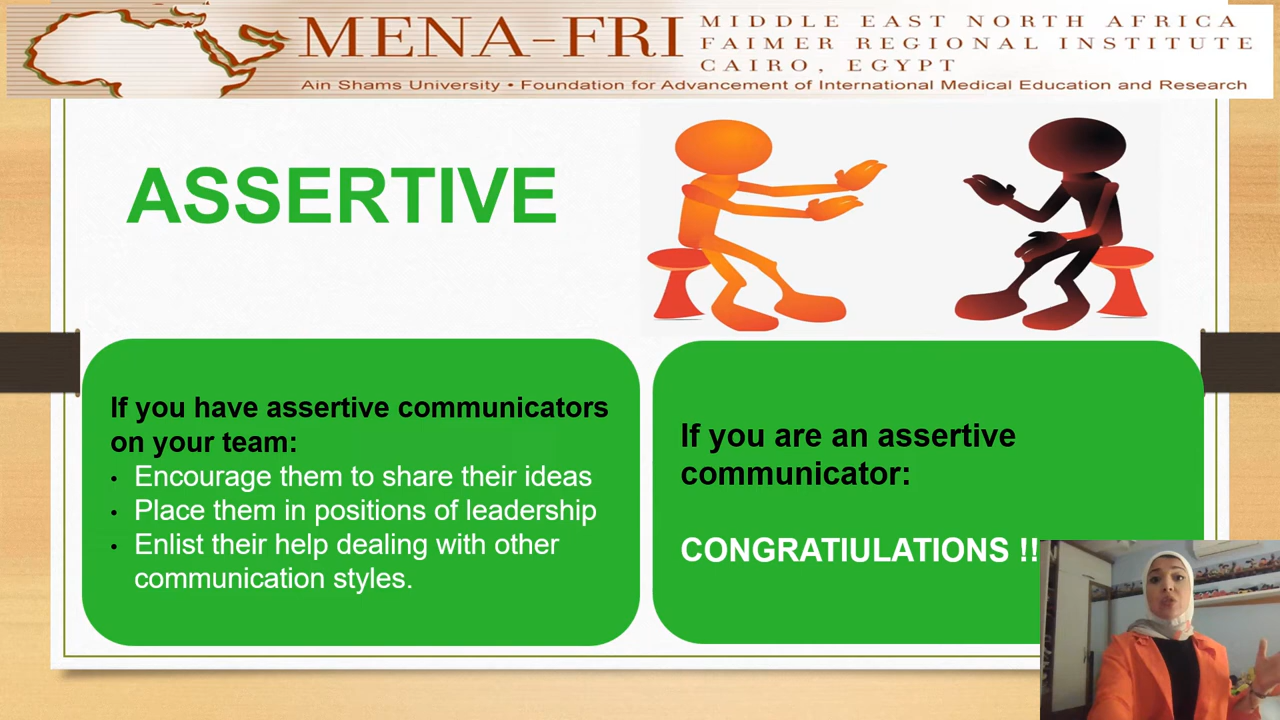 MENA-FRI
MIDDLE EAST NORTH AFRICA
FAIMER REGIONAL INSTITUTE
CAIRO, EGYPT
Ain Shams University • Foundation for Advancement of International Medical Education and Research
ASSERTIVE
If you have assertive communicators
on your team:
• Encourage them to share their ideas
• Place them in positions of leadership
• Enlist their help dealing with other
communication styles.
If you are an assertive
communicator:
CONGRATIULATIONS !!